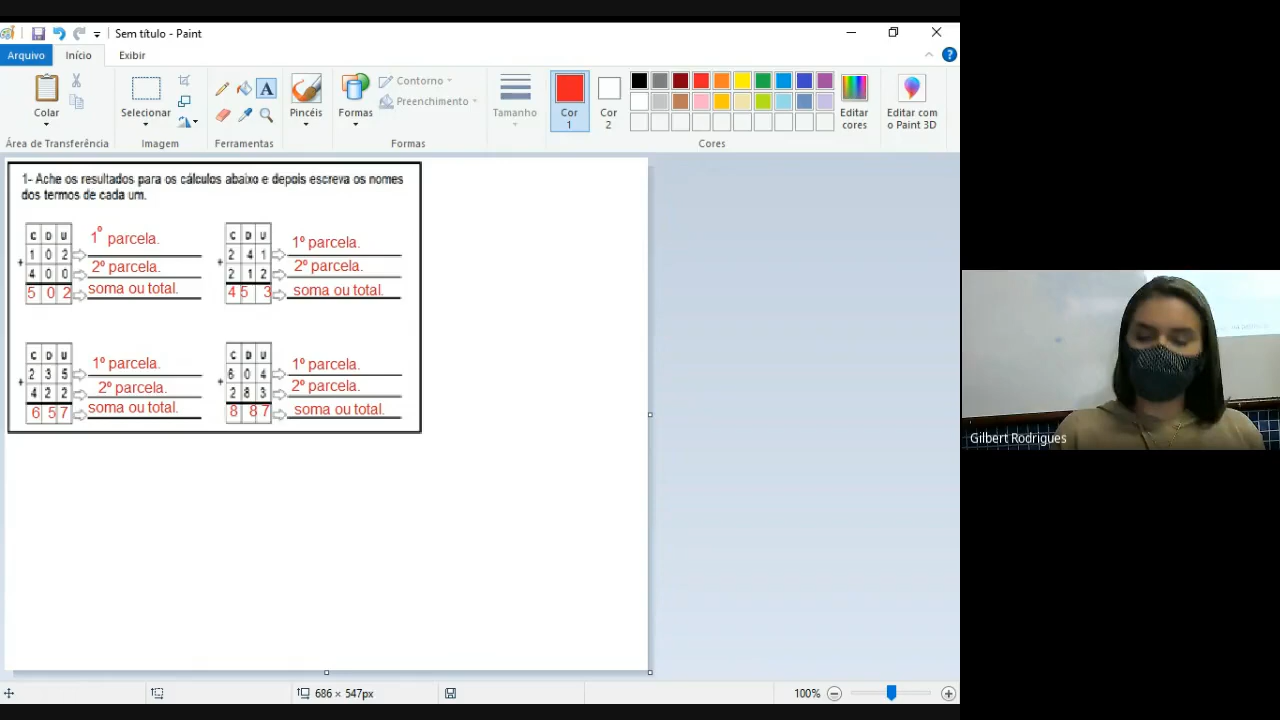 Sem título - Paint
Arquivo Início Exibir
Colar
Selecionar
Pincéis
Formas
Contorno
Preenchimento
Tamanho
Cor 1
Cor 2
Editar cores
Editar com o Paint 3D
Área de Transferência
Imagem
Ferramentas
Formas
Cores
1- Ache os resultados para os cálculos abaixo e depois escreva os nomes
dos termos de cada um.
C D U
1 0 2 1º parcela.
+ 4 0 0 2º parcela.
5 0 2 soma ou total.
C D U
2 4 1 1º parcela.
+ 2 1 2 2º parcela.
4 5 3 soma ou total.
C D U
2 3 5 1º parcela.
+ 4 2 2 2º parcela.
6 5 7 soma ou total.
C D U
6 0 4 1º parcela.
+ 2 8 3 2º parcela.
8 8 7 soma ou total.
Gilbert Rodrigues
686 × 547px
100%